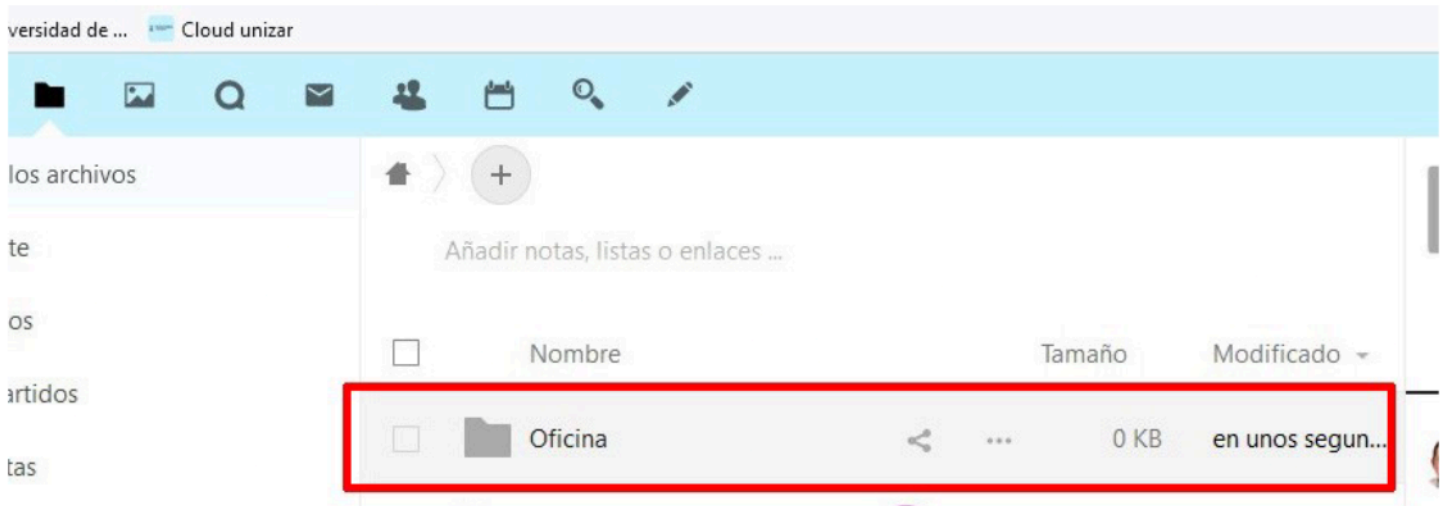 versidad de ... Cloud unizar
los archivos
Añadir notas, listas o enlaces ...
te
os
Nombre Tamaño Modificado
artidos
Oficina 0 KB en unos segun...
tas